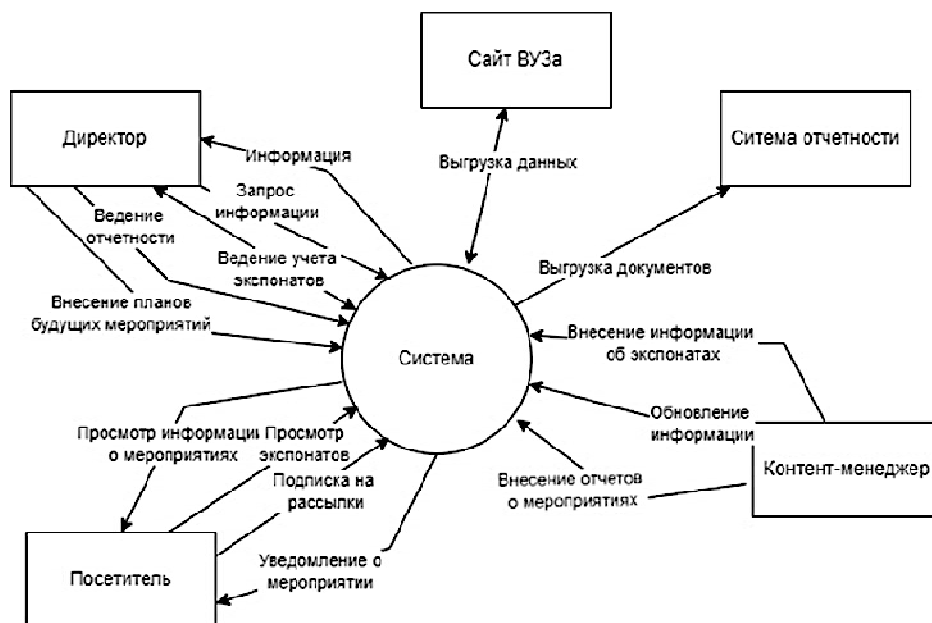 Сайт ВУЗа
Директор
Ситема отчетности
Информация
Выгрузка данных
Запрос
информации
Ведение
отчетности
Ведение учета
экспонатов
Выгрузка документов
Внесение планов
будущих мероприятий
Система
Внесение информации
об экспонатах
Просмотр информации
о мероприятиях
Просмотр
экспонатов
Обновление
информации
Подписка на
рассылки
Внесение отчетов
о мероприятиях
Контент-менеджер
Посетитель
Уведомление о
мероприятии